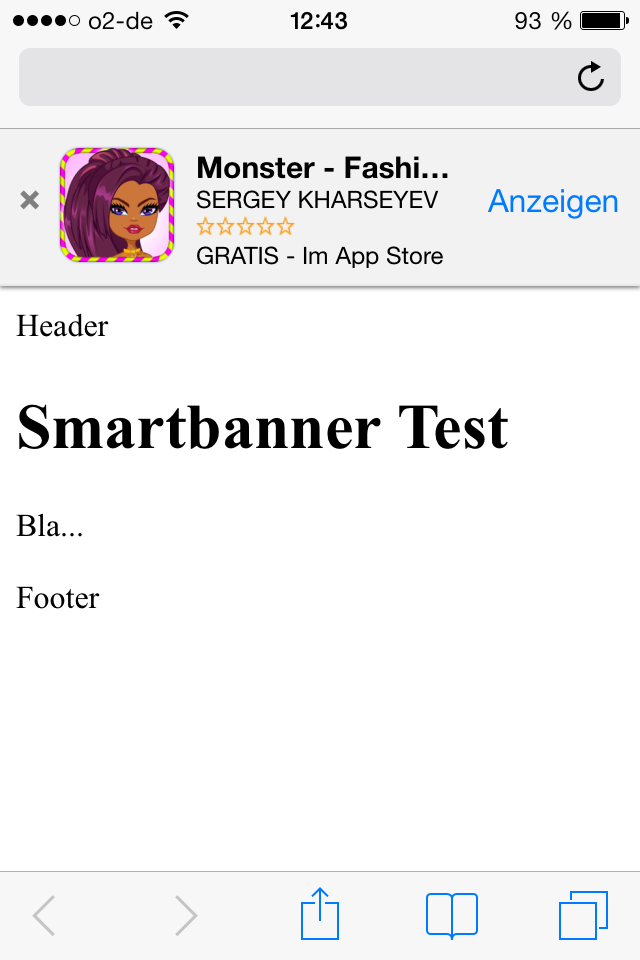 o2-de 12:43 93 %
Monster - Fashi...
SERGEY KHARSEYEV
GRATIS - Im App Store
Anzeigen
Header
Smartbanner Test
Bla...
Footer